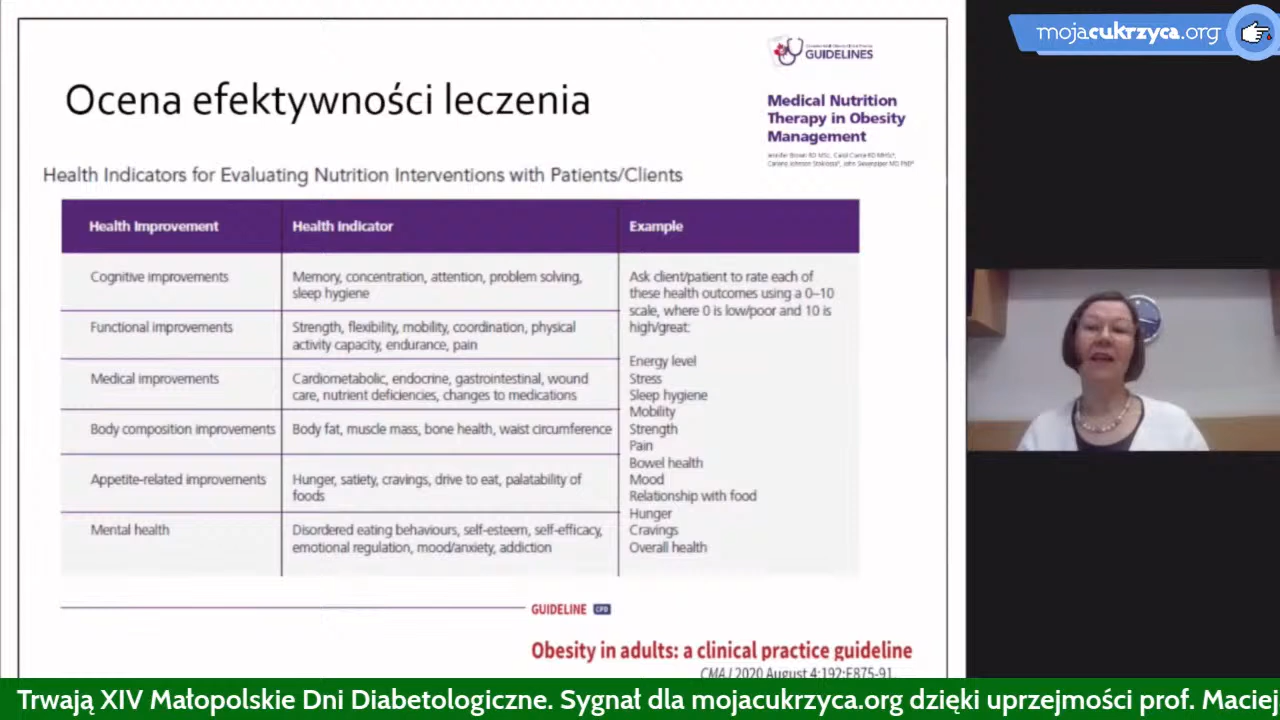 mojacukrzyca.org
GUIDELINES
Ocena efektywności leczenia
Medical Nutrition
Therapy in Obesity
Management
Health Indicators for Evaluating Nutrition Interventions with Patients/Clients
Health Improvement Health Indicator Example
Cognitive improvements
Memory, concentration, attention, problem solving,
sleep hygiene
Functional improvements
Strength, flexibility, mobility, coordination, physical
activity capacity, endurance, pain
Medical improvements
Cardiometabolic, endocrine, gastrointestinal, wound
care, nutrient deficiencies, changes to medications
Body composition improvements
Body fat, muscle mass, bone health, waist circumference
Appetite-related improvements
Hunger, satiety, cravings, drive to eat, palatability of
foods
Mental health
Disordered eating behaviours, self-esteem, self-efficacy,
emotional regulation, mood/anxiety, addiction
Ask client/patient to rate each of
these health outcomes using a 0–10
scale, where 0 is low/poor and 10 is
high/great:
Energy level
Stress
Sleep hygiene
Mobility
Strength
Pain
Bowel health
Mood
Relationship with food
Hunger
Cravings
Overall health
GUIDELINE CPD
Obesity in adults: a clinical practice guideline
CMAJ 2020 August 4;192:E875-91
Trwają XIV Małopolskie Dni Diabetologiczne. Sygnał dla mojacukrzyca.org dzięki uprzejmości prof. Maciej